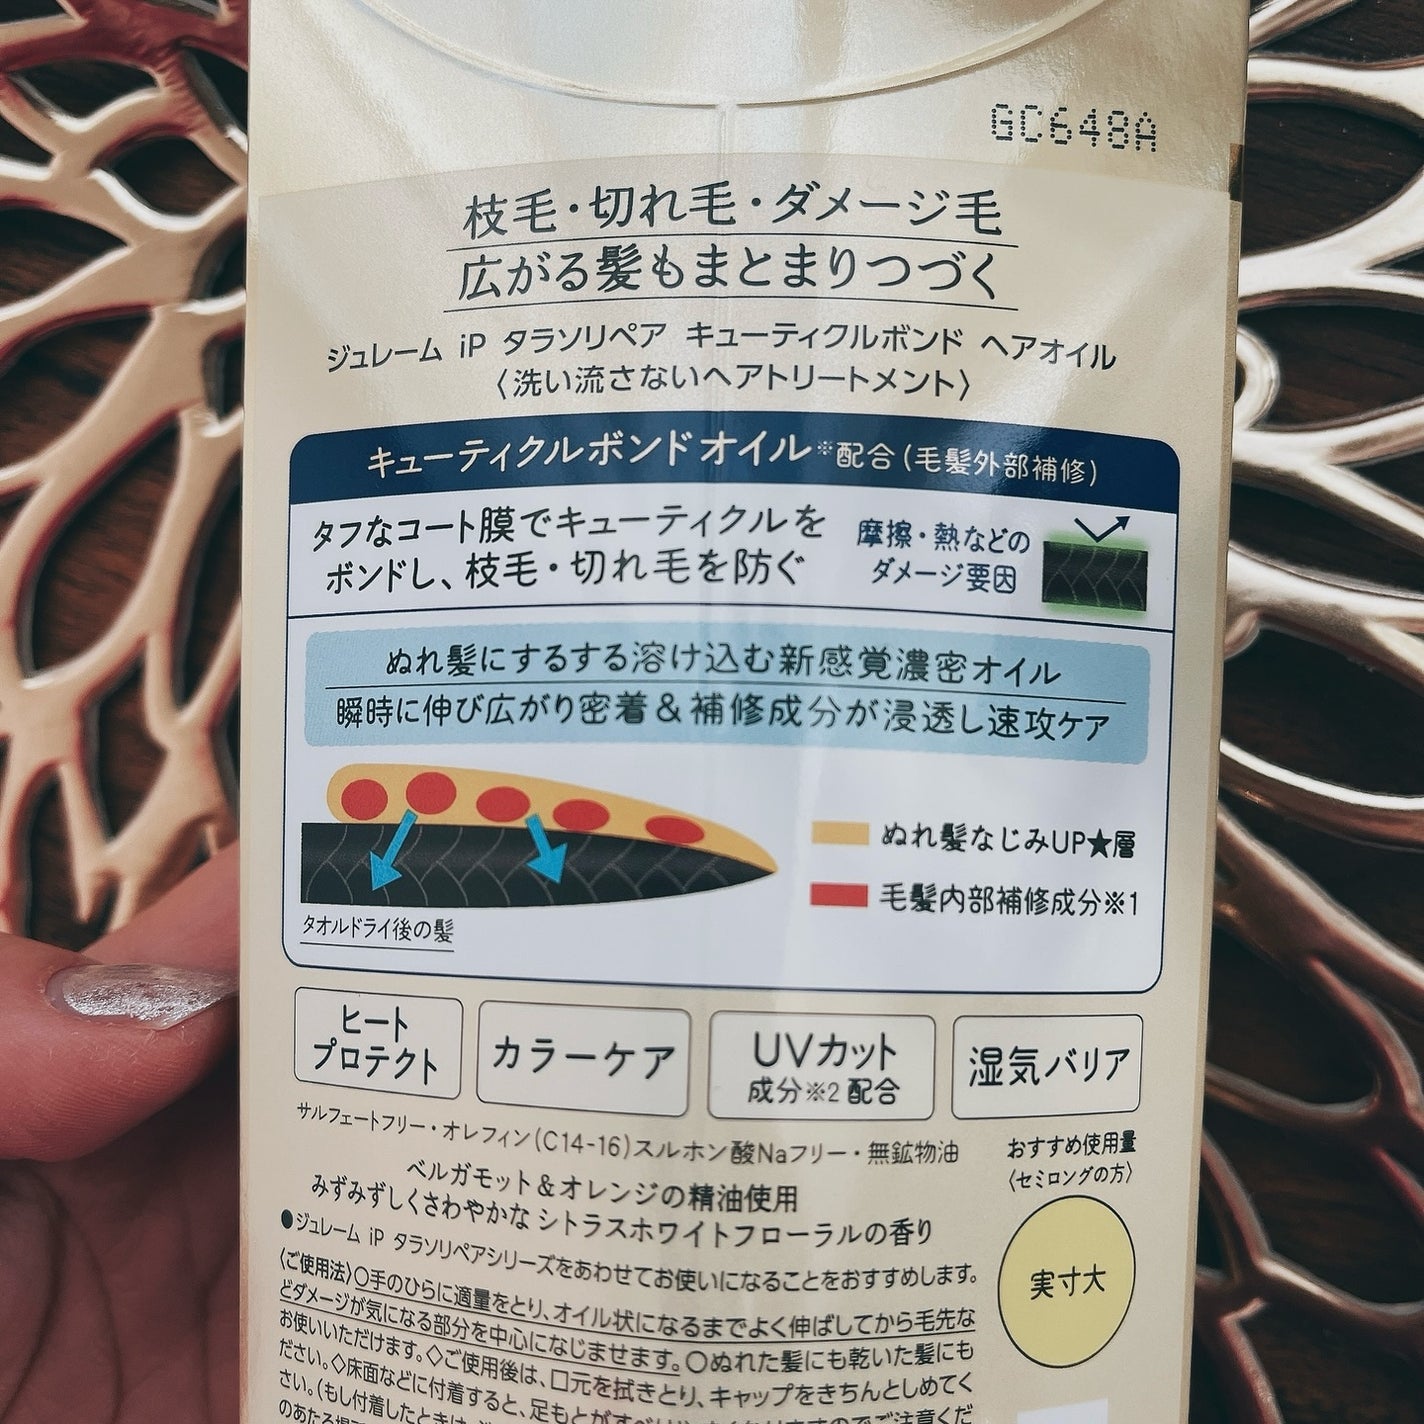 GC648A
枝毛・切れ毛・ダメージ毛
広がる髪もまとまりつづく
ジュレーム iP タラソリペア キューティクルボンド ヘアオイル
〈洗い流さないヘアトリートメント〉
キューティクルボンドオイル※配合(毛髪外部補修)
タフなコート膜でキューティクルを
ボンドし、枝毛・切れ毛を防ぐ
摩擦・熱などの
ダメージ要因
ぬれ髪にするする溶け込む新感覚濃密オイル
瞬時に伸び広がり密着&補修成分が浸透し速攻ケア
ぬれ髪なじみUP★層
毛髪内部補修成分※1
タオルドライ後の髪
ヒート
プロテクト
カラーケア
UVカット
成分※2配合
湿気バリア
サルフェートフリー・オレフィン(C14-16)スルホン酸Naフリー・無鉱物油
ベルガモット&オレンジの精油使用
みずみずしくさわやかな シトラスホワイトフローラルの香り
おすすめ使用量
〈セミロングの方〉
実寸大
●ジュレーム iP タラソリペアシリーズをあわせてお使いになることをおすすめします。
〈ご使用法〉○手のひらに適量をとり、オイル状になるまでよく伸ばしてから毛先な
どダメージが気になる部分を中心になじませます。○ぬれた髪にも乾いた髪にも
お使いいただけます。◇ご使用後は、口元を拭きとり、キャップをきちんとしめてく
ださい。◇床面などに付着すると、足もとがすべりやすくなりますのでご注意くだ
さい。(もし付着したときは、
のあたる場